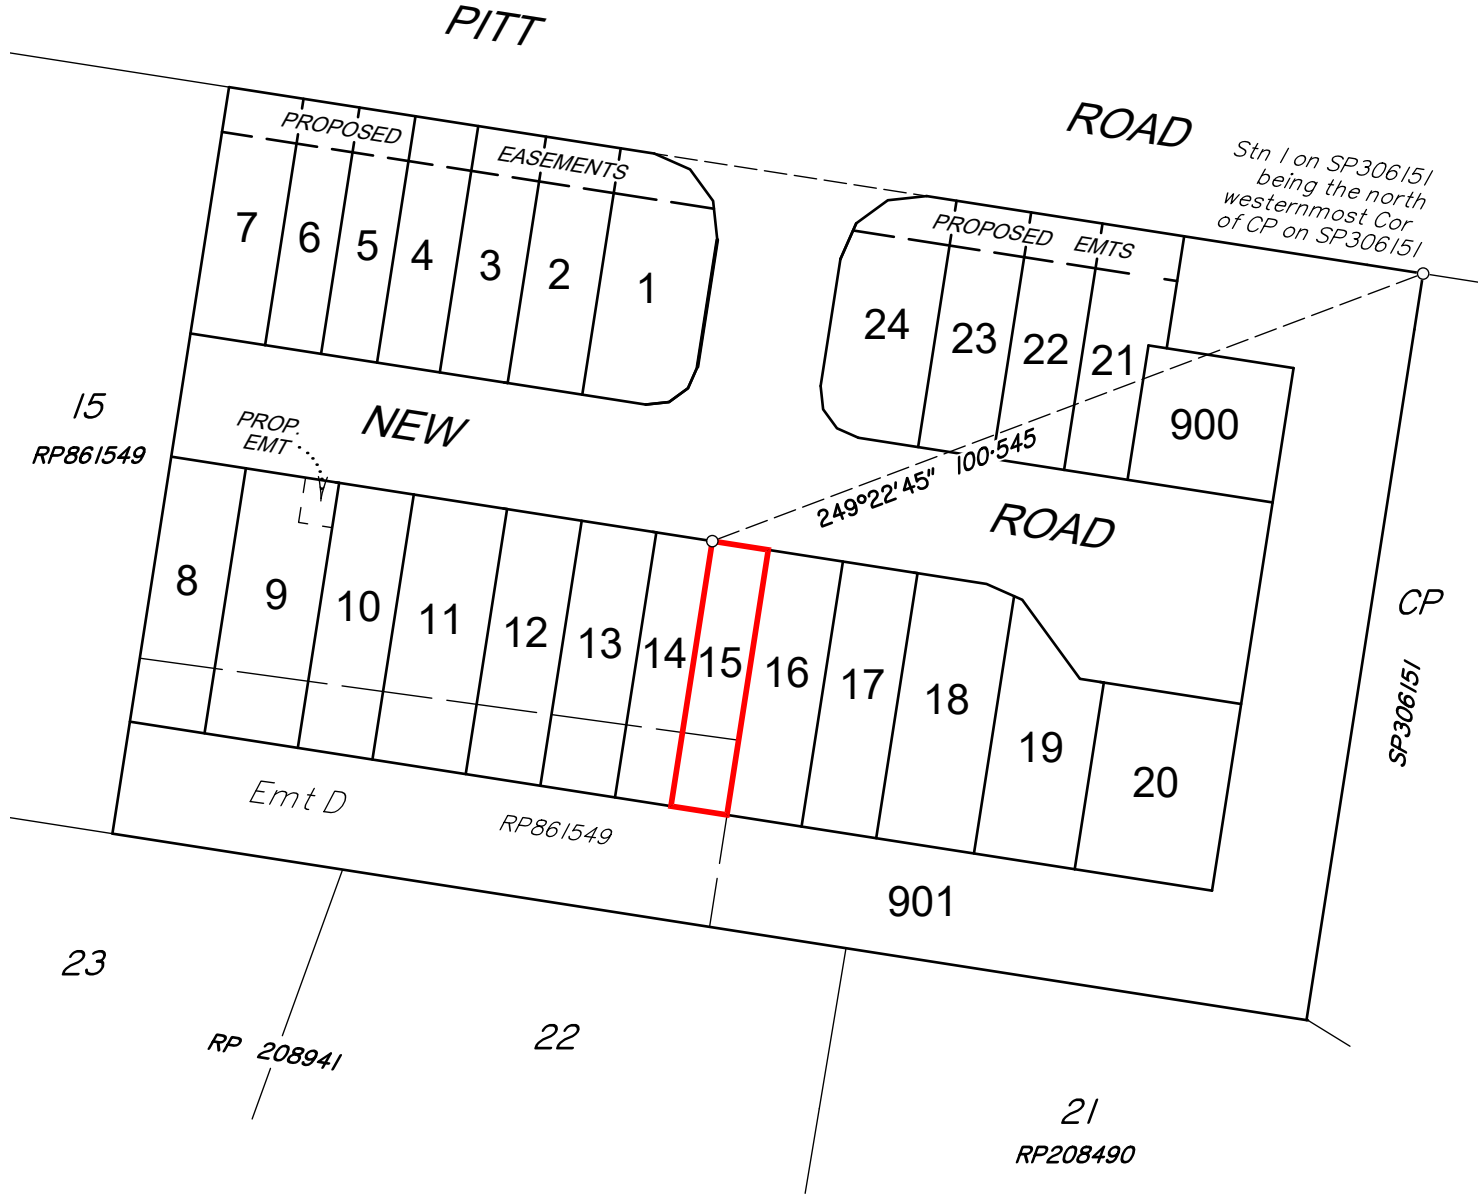 PITT
ROAD
Stn 1 on SP306151
being the north
westernmost Cor
of CP on SP306151
PROPOSED
EASEMENTS
PROPOSED EMTS
7
6
5
4
3
2
1
24
23
22
21
900
15
RP861549
PROP.
EMT
NEW
ROAD
249°22'45" 100·545
8
9
10
11
12
13
14
15
16
17
18
19
20
CP
SP306151
Emt D
RP861549
901
23
RP 208941
22
21
RP208490